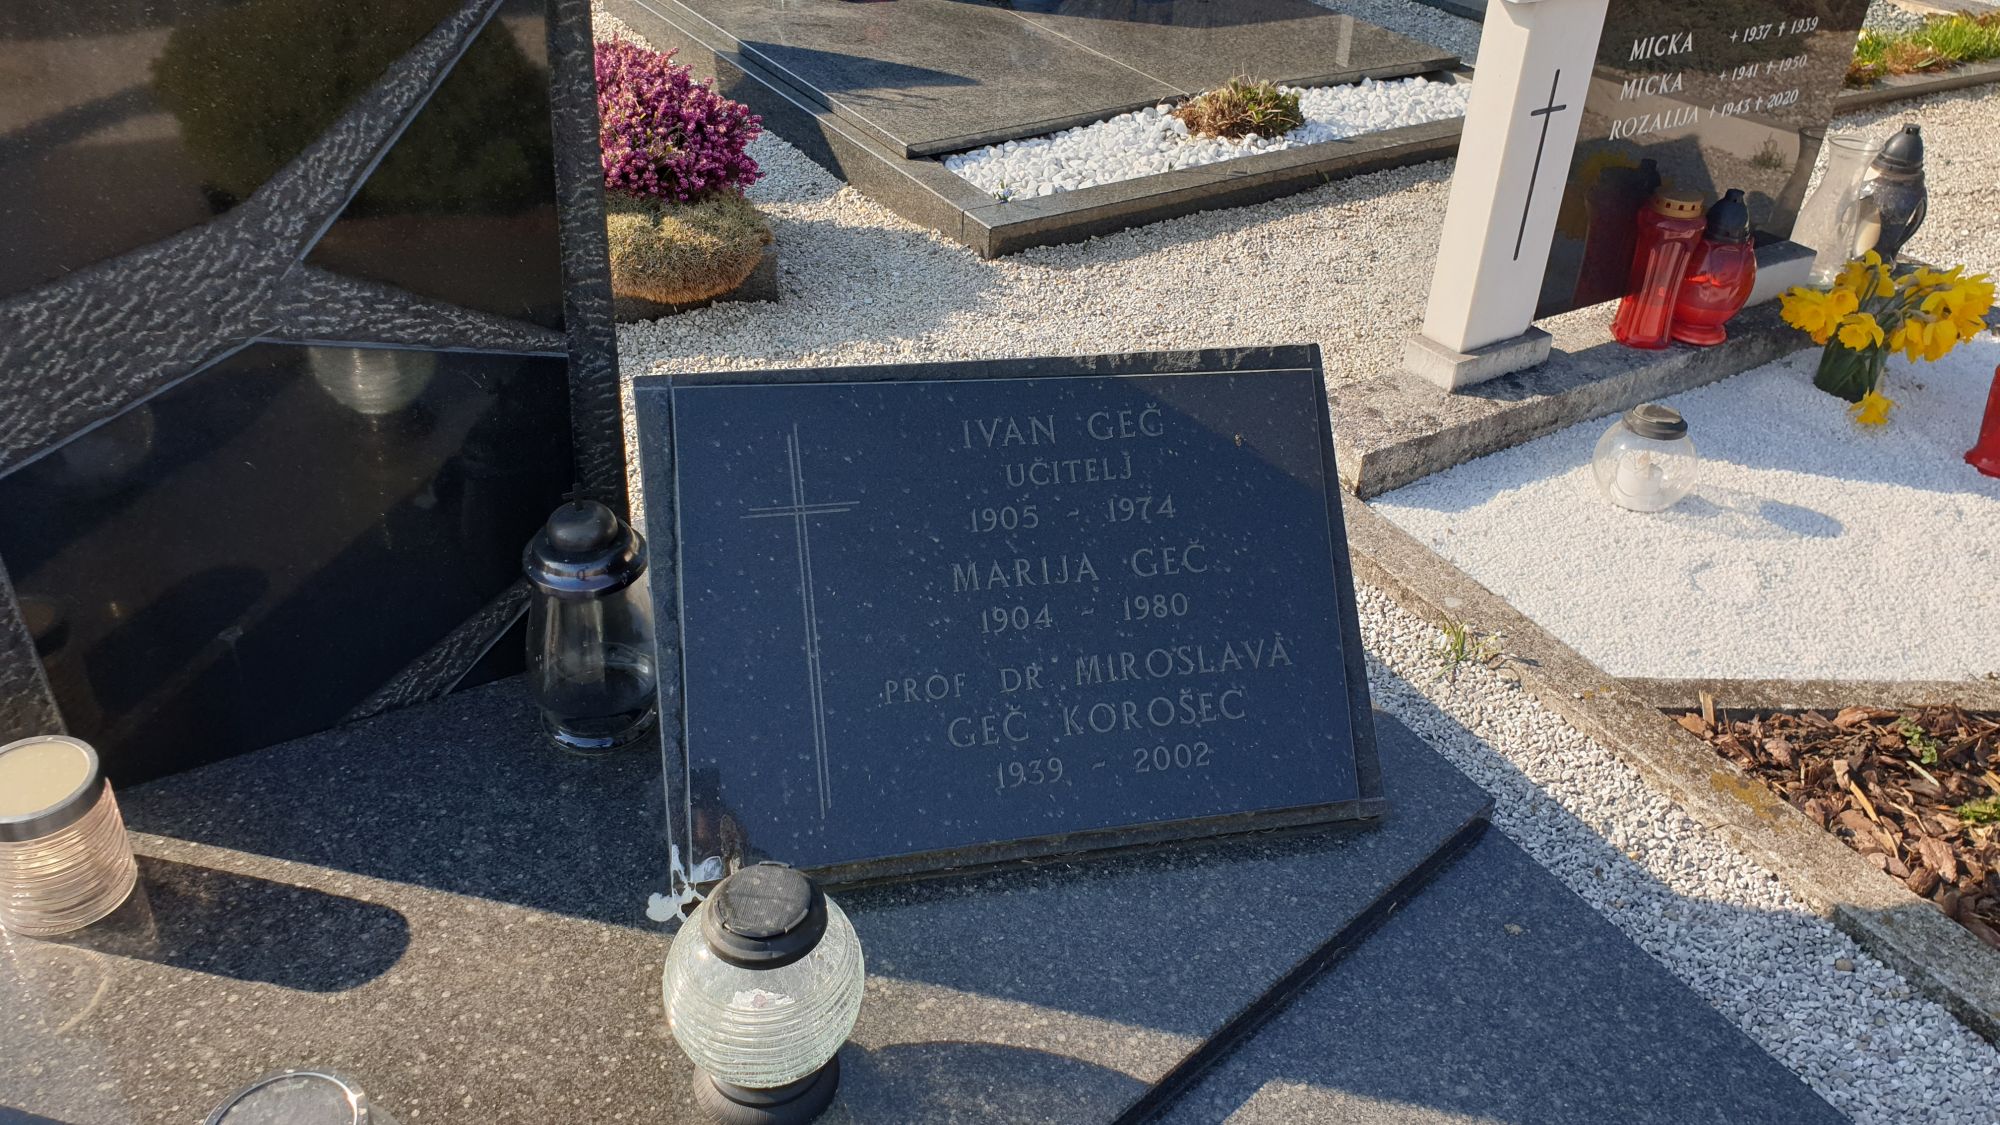 MICKA + 1937 ✝ 1939
MICKA + 1941 ✝ 1950
ROZALIJA + 1943 ✝ 2020
IVAN GEČ
UČITELJ
1905 - 1974
MARIJA GEČ
1904 - 1980
PROF DR MIROSLAVA
GEČ KOROŠEC
1939 - 2002